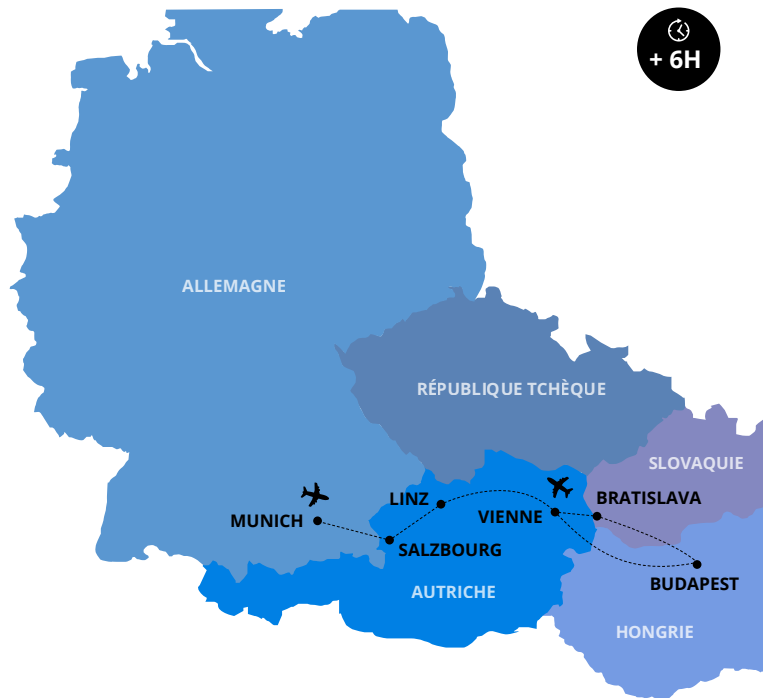 + 6H
ALLEMAGNE
RÉPUBLIQUE TCHÈQUE
SLOVAQUIE
LINZ
BRATISLAVA
MUNICH
VIENNE
SALZBOURG
BUDAPEST
AUTRICHE
HONGRIE